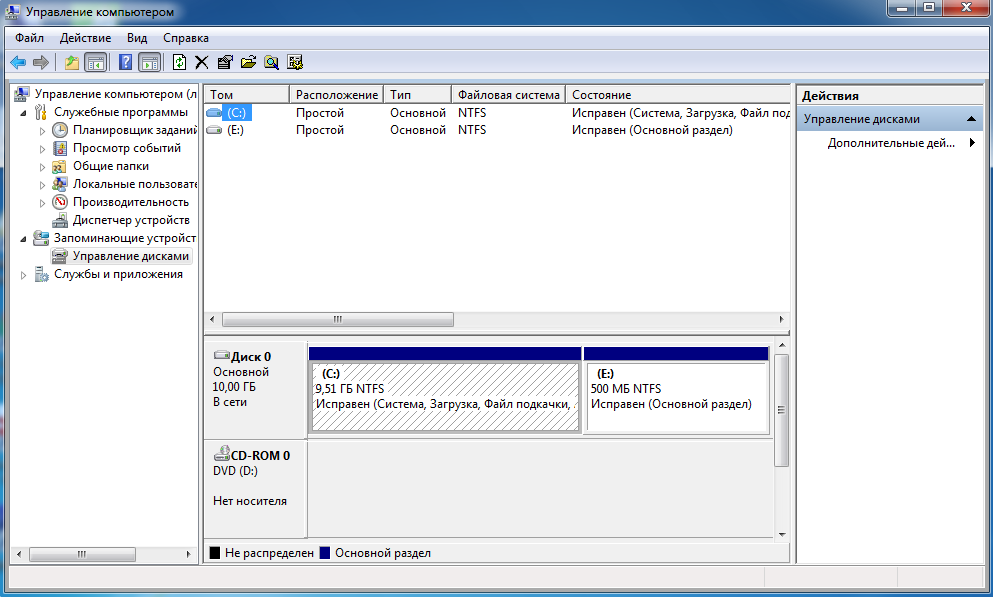 Управление компьютером
Файл Действие Вид Справка
Управление компьютером (л
Служебные программы
Планировщик заданий
Просмотр событий
Общие папки
Локальные пользовате
Производительность
Диспетчер устройств
Запоминающие устройст
Управление дисками
Службы и приложения
Том Расположение Тип Файловая система Состояние
(C:) Простой Основной NTFS Исправен (Система, Загрузка, Файл под
(E:) Простой Основной NTFS Исправен (Основной раздел)
Диск 0
Основной
10,00 ГБ
В сети
(C:)
9,51 ГБ NTFS
Исправен (Система, Загрузка, Файл подкачки,
(E:)
500 МБ NTFS
Исправен (Основной раздел)
CD-ROM 0
DVD (D:)
Нет носителя
Не распределен Основной раздел
Действия
Управление дисками
Дополнительные дей...